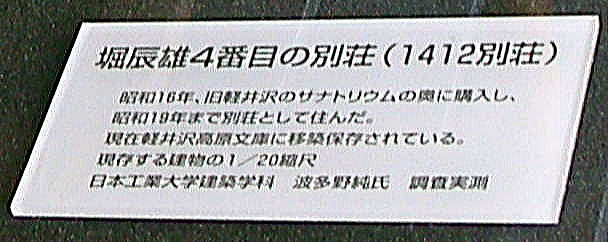 堀辰雄4番目の別荘（1412別荘）
昭和16年、旧軽井沢のサナトリウムの奥に購入し、
昭和19年まで別荘として住んだ。
現在軽井沢高原文庫に移築保存されている。
現存する建物の1／20縮尺
日本工業大学建築学科　波多野純氏　調査実測